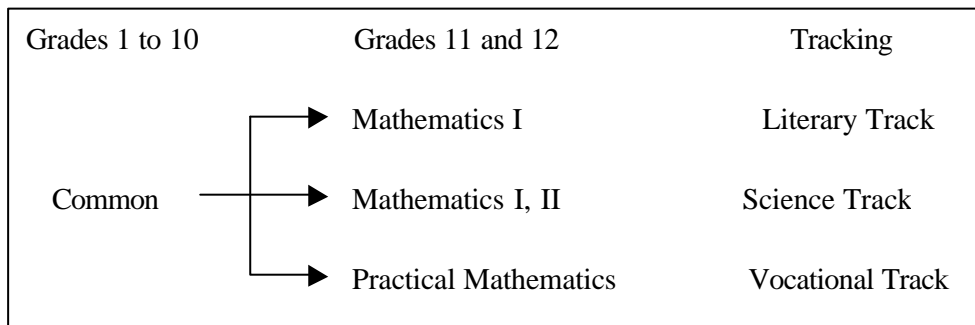 Grades 1 to 10 Grades 11 and 12 Tracking
Mathematics I Literary Track
Common Mathematics I, II Science Track
Practical Mathematics Vocational Track